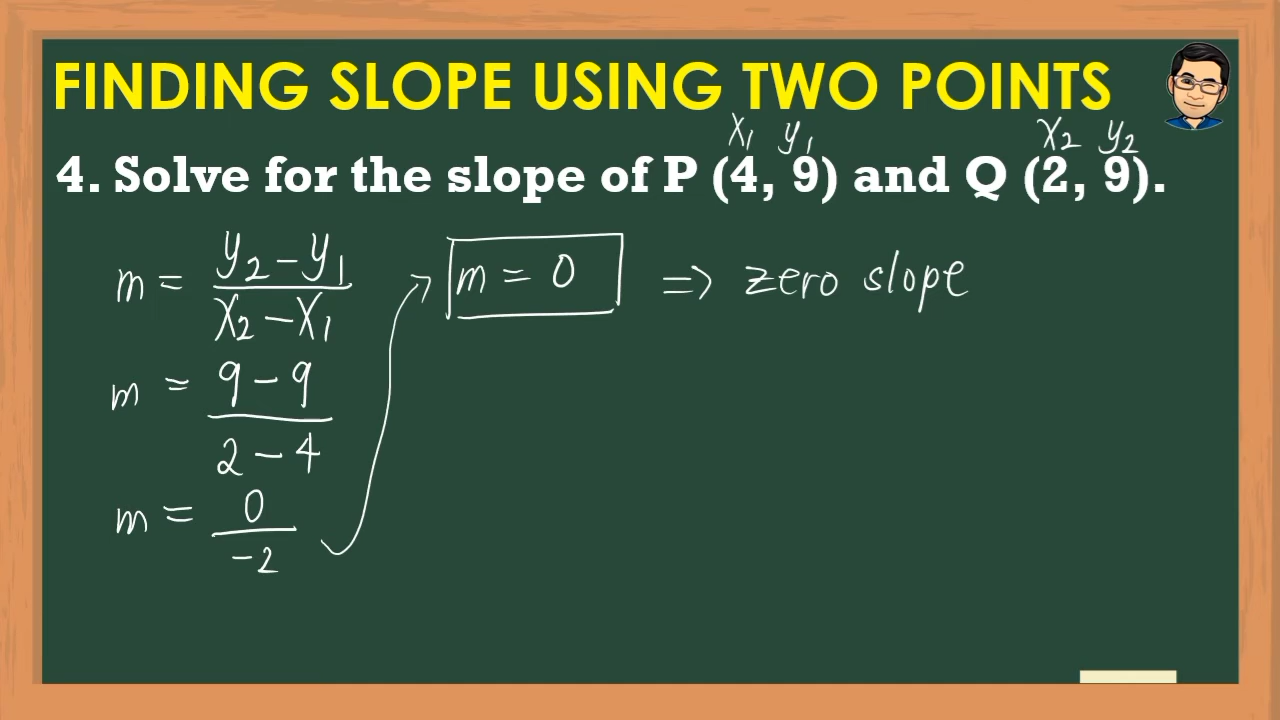 FINDING SLOPE USING TWO POINTS
x₁ y₁ x₂ y₂
4. Solve for the slope of P (4, 9) and Q (2, 9).
m = y₂ - y₁ / x₂ - x₁
m = 0 => zero slope
m = 9 - 9 / 2 - 4
m = 0 / -2